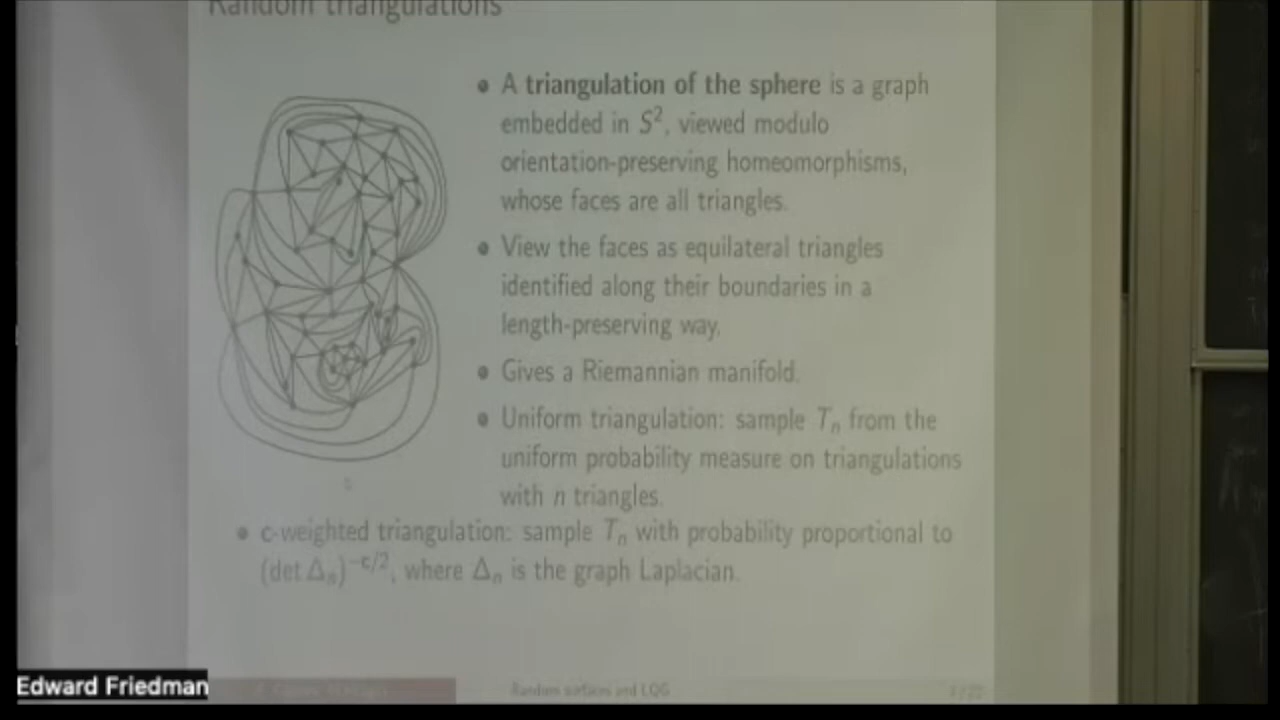 Random triangulations
• A triangulation of the sphere is a graph
embedded in S², viewed modulo
orientation-preserving homeomorphisms,
whose faces are all triangles.
• View the faces as equilateral triangles
identified along their boundaries in a
length-preserving way.
• Gives a Riemannian manifold.
• Uniform triangulation: sample Tₙ from the
uniform probability measure on triangulations
with n triangles.
• c-weighted triangulation: sample Tₙ with probability proportional to
(det Δₙ)^{-c/2}, where Δₙ is the graph Laplacian.
Edward Friedman
Random surfaces and LQG